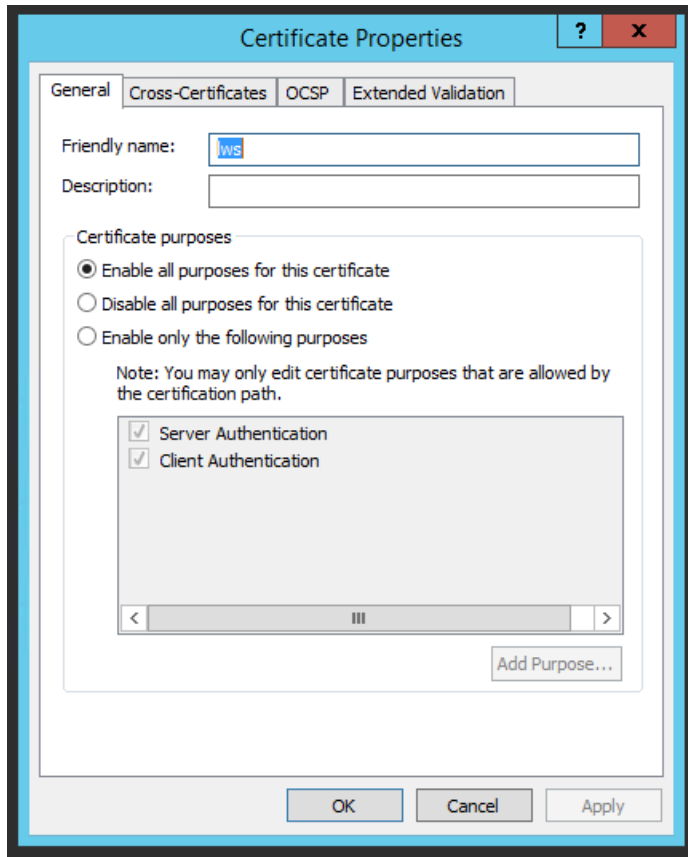 Certificate Properties
? x
General Cross-Certificates OCSP Extended Validation
Friendly name: lws
Description:
Certificate purposes
Enable all purposes for this certificate
Disable all purposes for this certificate
Enable only the following purposes
Note: You may only edit certificate purposes that are allowed by
the certification path.
Server Authentication
Client Authentication
Add Purpose...
OK Cancel Apply